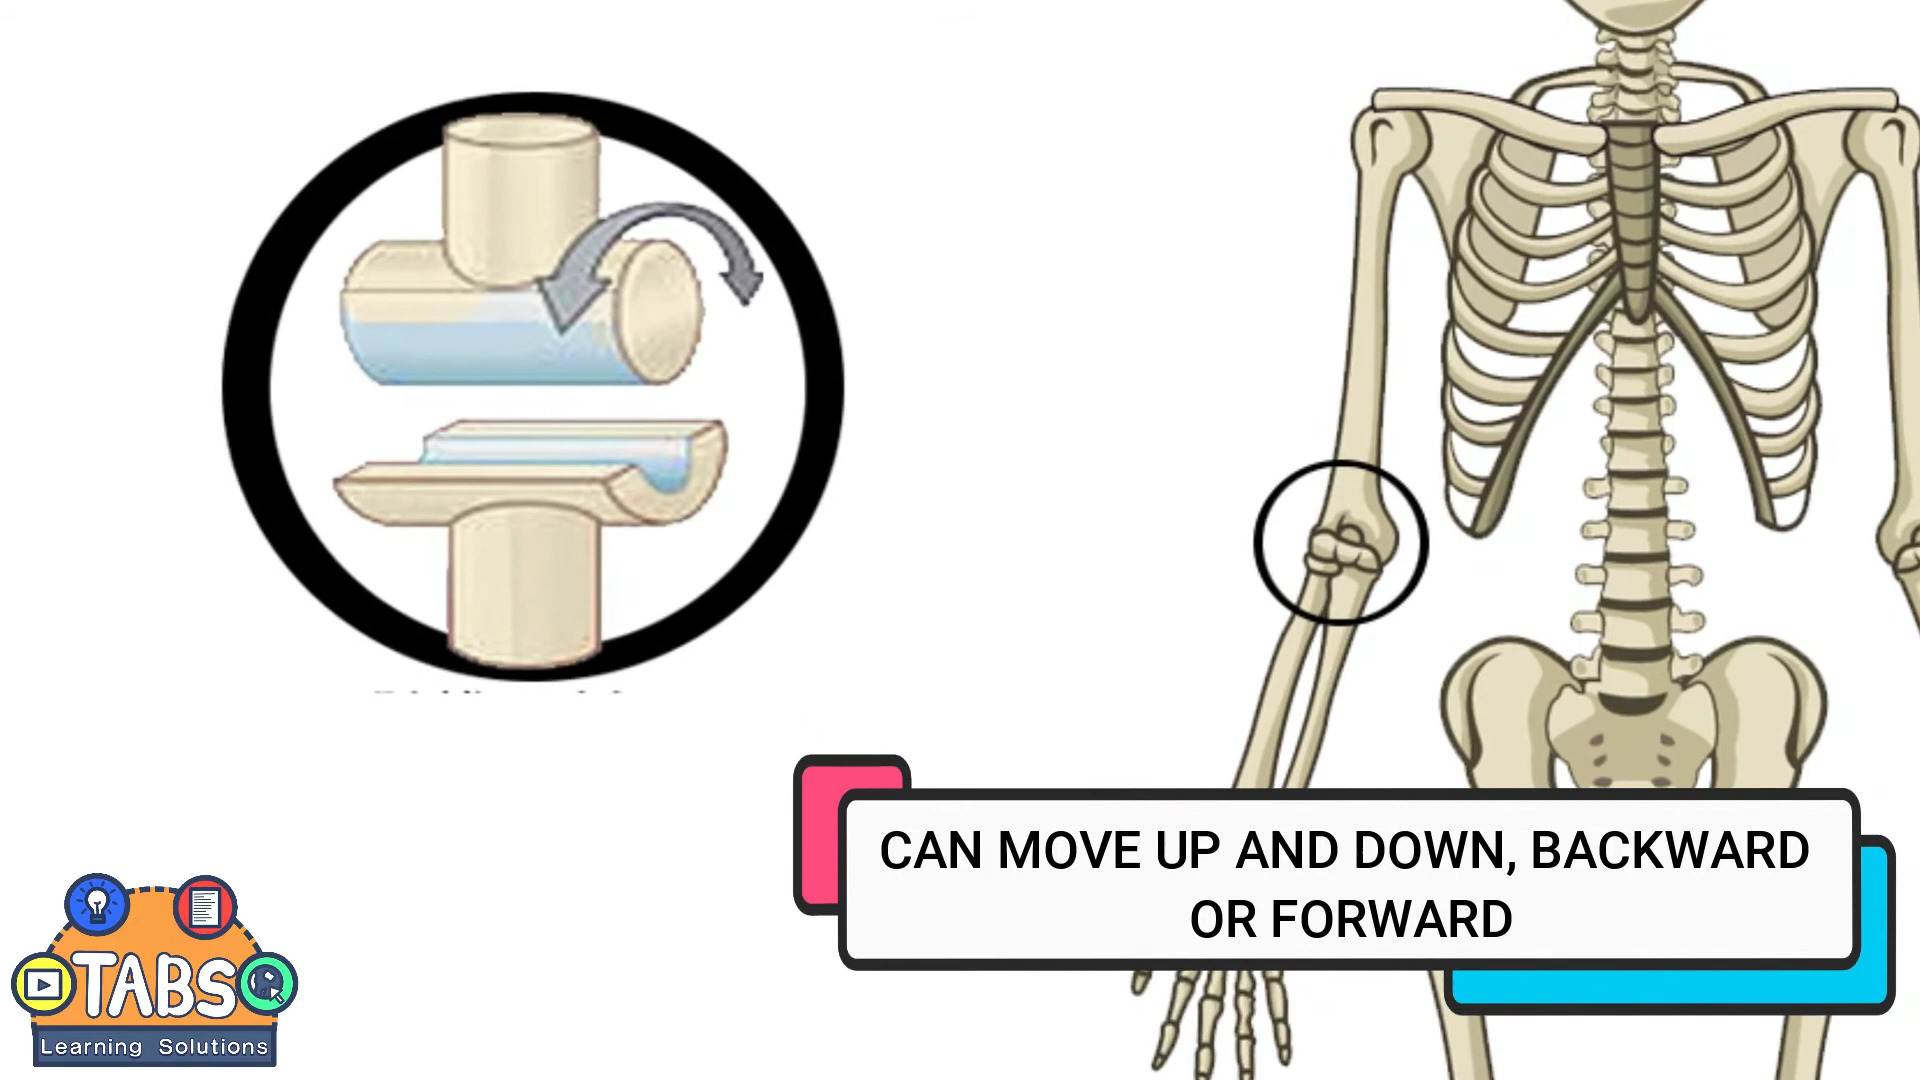 CAN MOVE UP AND DOWN, BACKWARD
OR FORWARD
TABS
Learning Solutions